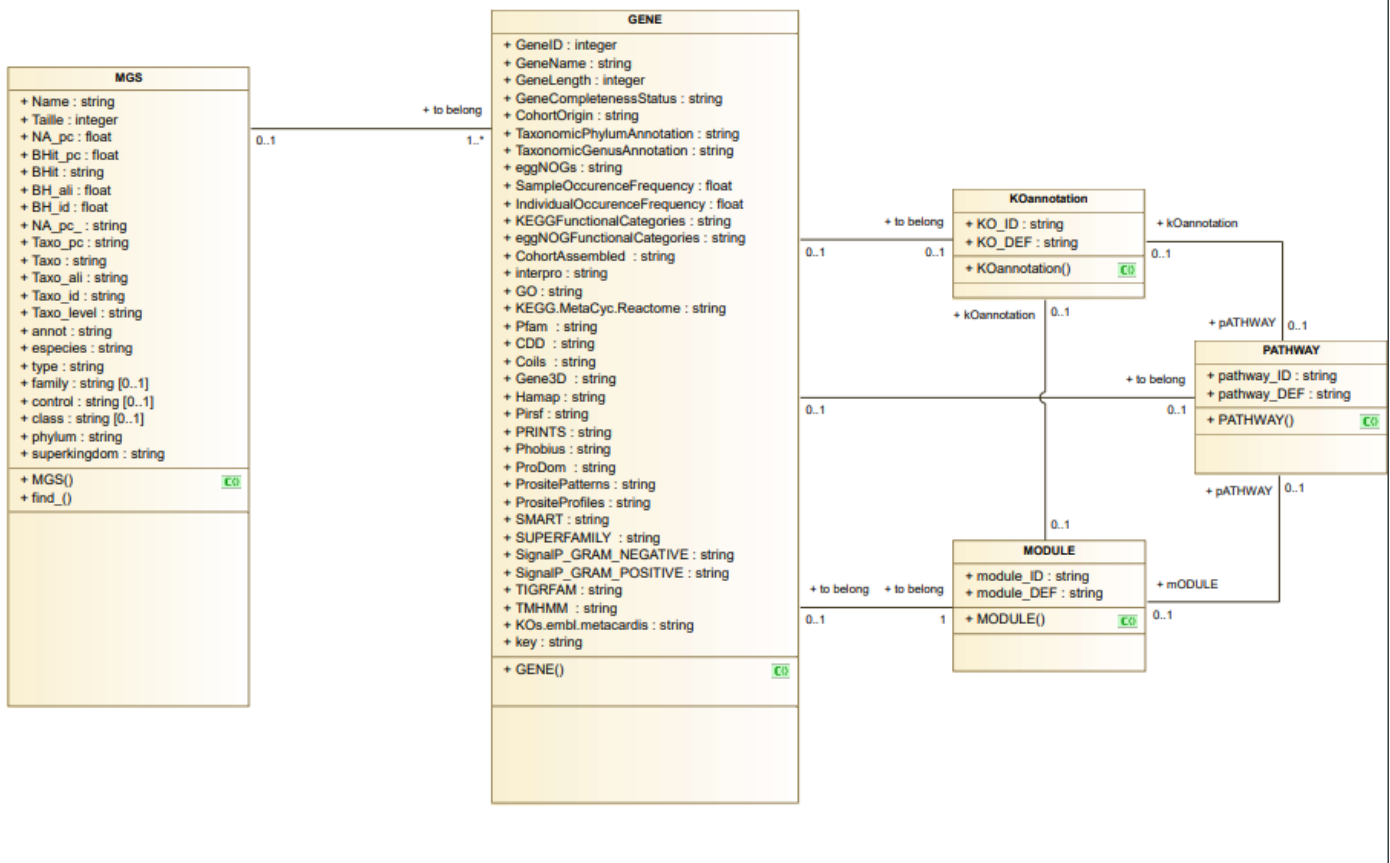 MGS
+ Name : string
+ Taille : integer
+ NA_pc : float
+ BHit_pc : float
+ BHit : string
+ BH_ali : float
+ BH_id : float
+ NA_pc_ : string
+ Taxo_pc : string
+ Taxo : string
+ Taxo_ali : string
+ Taxo_id : string
+ Taxo_level : string
+ annot : string
+ especies : string
+ type : string
+ family : string [0..1]
+ control : string [0..1]
+ class : string [0..1]
+ phylum : string
+ superkingdom : string
+ MGS()
C()
+ find_()
0..1
+ to belong
1..*
GENE
+ GeneID : integer
+ GeneName : string
+ GeneLength : integer
+ GeneCompletenessStatus : string
+ CohortOrigin : string
+ TaxonomicPhylumAnnotation : string
+ TaxonomicGenusAnnotation : string
+ eggNOGs : string
+ SampleOccurenceFrequency : float
+ IndividualOccurenceFrequency : float
+ KEGGFunctionalCategories : string
+ eggNOGFunctionalCategories : string
+ CohortAssembled : string
+ interpro : string
+ GO : string
+ KEGG.MetaCyc.Reactome : string
+ Pfam : string
+ CDD : string
+ Coils : string
+ Gene3D : string
+ Hamap : string
+ Pirsf : string
+ PRINTS : string
+ Phobius : string
+ ProDom : string
+ PrositePatterns : string
+ PrositeProfiles : string
+ SMART : string
+ SUPERFAMILY : string
+ SignalP_GRAM_NEGATIVE : string
+ SignalP_GRAM_POSITIVE : string
+ TIGRFAM : string
+ TMHMM : string
+ KOs.embl.metacardis : string
+ key : string
+ GENE()
C()
+ to belong
0..1
0..1
KOannotation
+ KO_ID : string
+ KO_DEF : string
+ KOannotation()
C()
+ kOannotation
0..1
+ kOannotation
0..1
+ pATHWAY
0..1
PATHWAY
+ pathway_ID : string
+ pathway_DEF : string
+ PATHWAY()
C()
+ to belong
0..1
0..1
+ pATHWAY
0..1
0..1
MODULE
+ module_ID : string
+ module_DEF : string
+ MODULE()
C()
+ mODULE
0..1
+ to belong
+ to belong
0..1
1